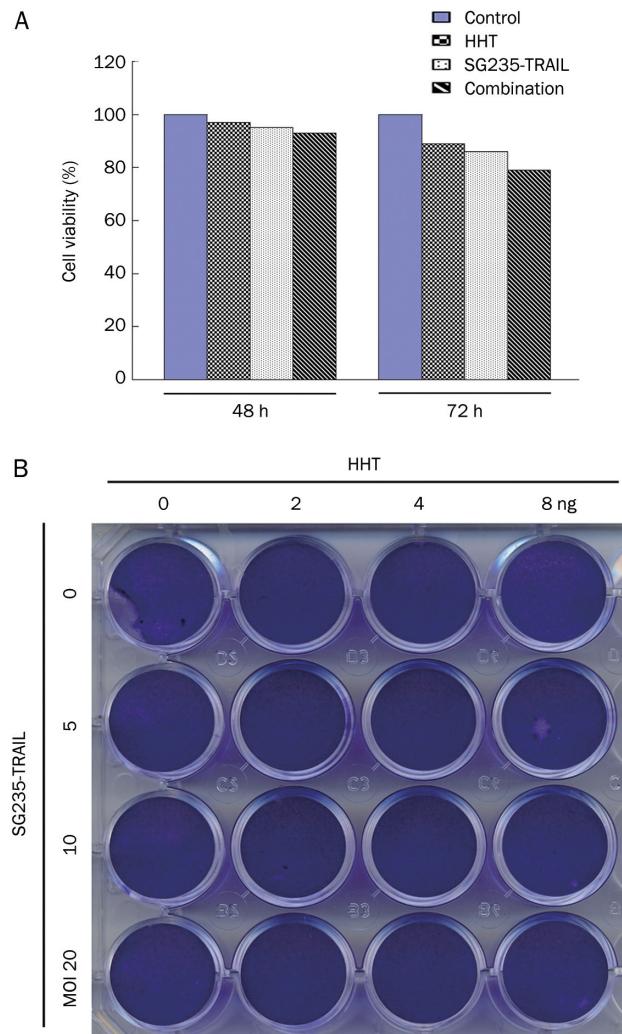 A
Control
HHT
SG235-TRAIL
Combination
Cell viability (%)
120
100
80
60
40
20
0
48 h
72 h
B
HHT
0 2 4 8 ng
SG235-TRAIL
0
5
10
MOI 20